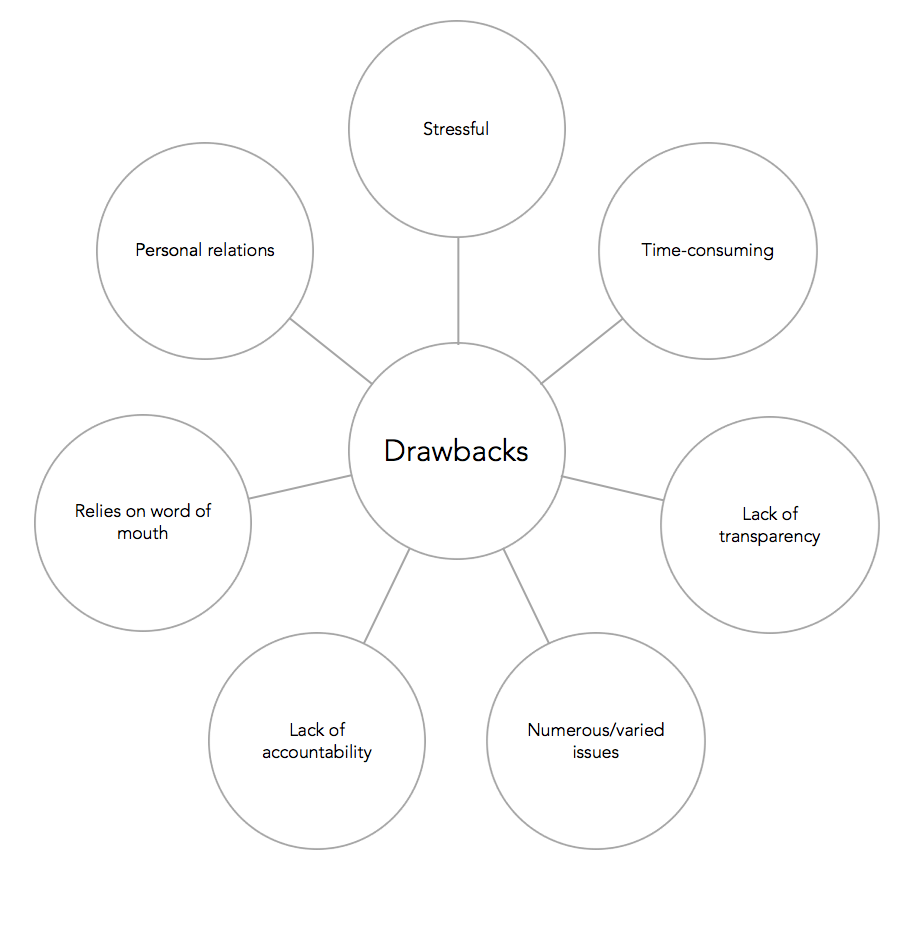 Stressful
Personal relations
Time-consuming
Drawbacks
Relies on word of
mouth
Lack of
transparency
Lack of
accountability
Numerous/varied
issues